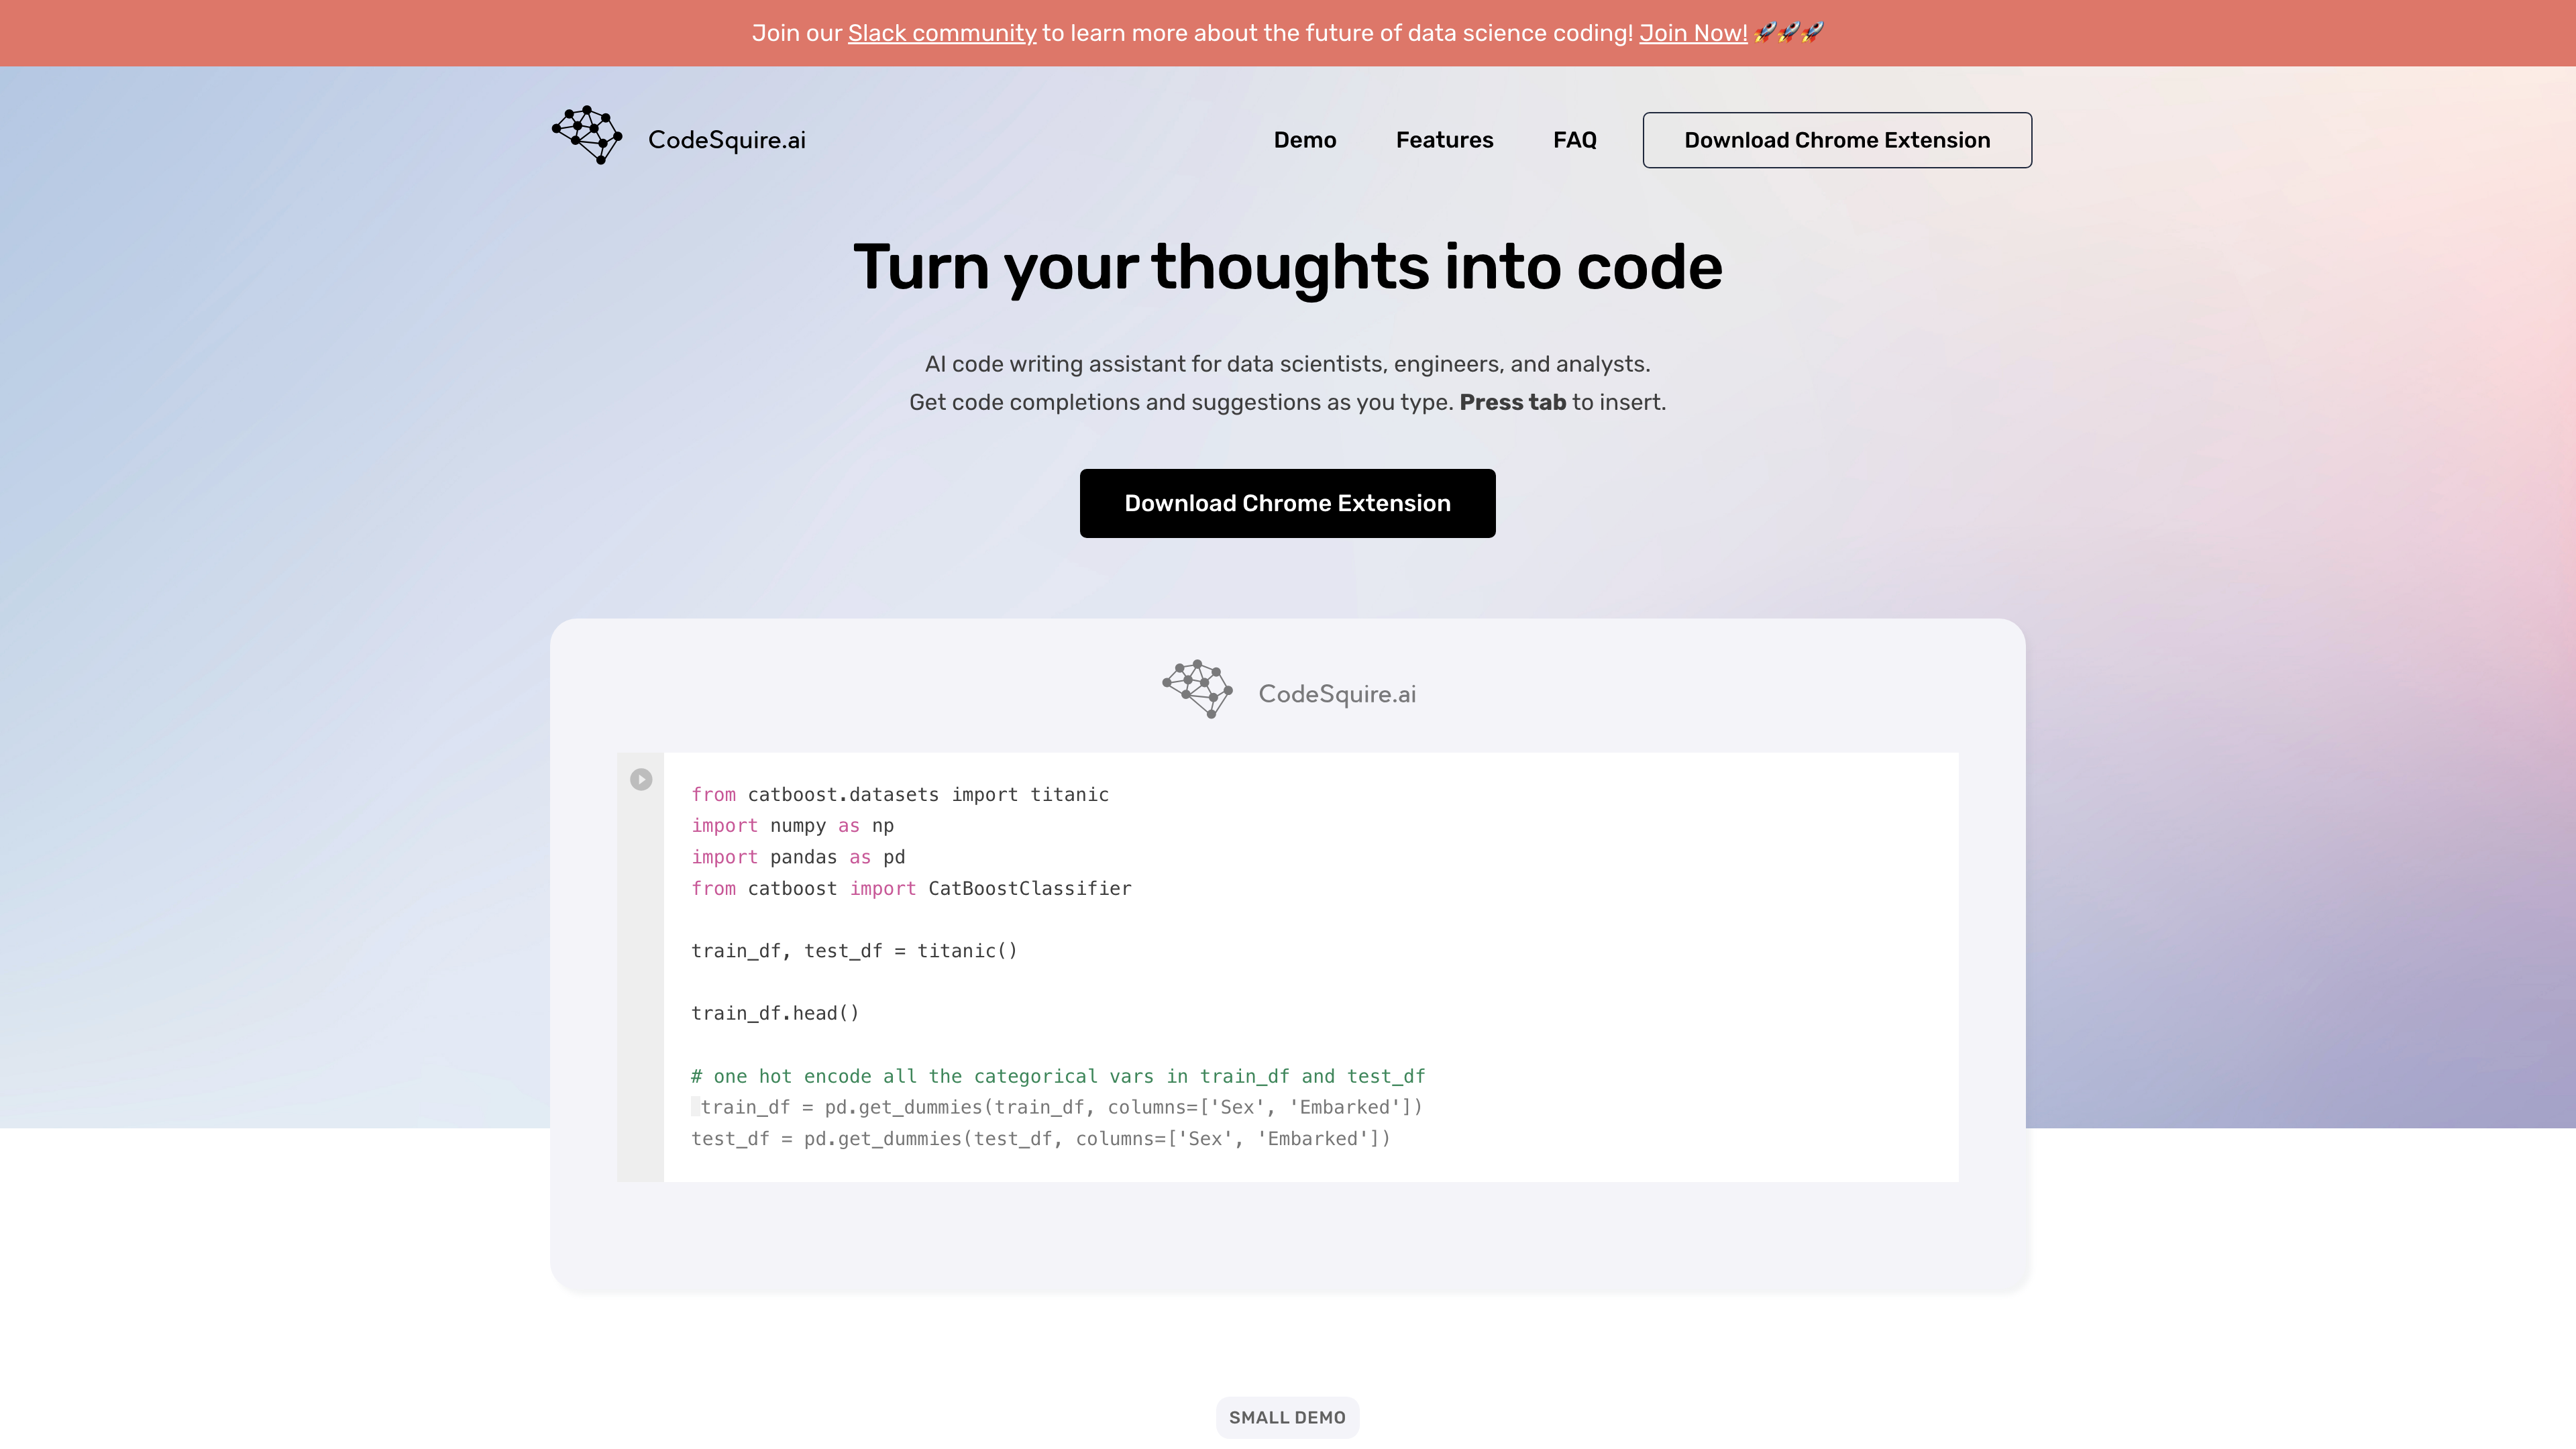 Join our Slack community to learn more about the future of data science coding! Join Now! 🚀🚀🚀
CodeSquire.ai
Demo
Features
FAQ
Download Chrome Extension
Turn your thoughts into code
AI code writing assistant for data scientists, engineers, and analysts.
Get code completions and suggestions as you type. Press tab to insert.
Download Chrome Extension
CodeSquire.ai
from catboost.datasets import titanic
import numpy as np
import pandas as pd
from catboost import CatBoostClassifier
train_df, test_df = titanic()
train_df.head()
# one hot encode all the categorical vars in train_df and test_df
train_df = pd.get_dummies(train_df, columns=['Sex', 'Embarked'])
test_df = pd.get_dummies(test_df, columns=['Sex', 'Embarked'])
SMALL DEMO